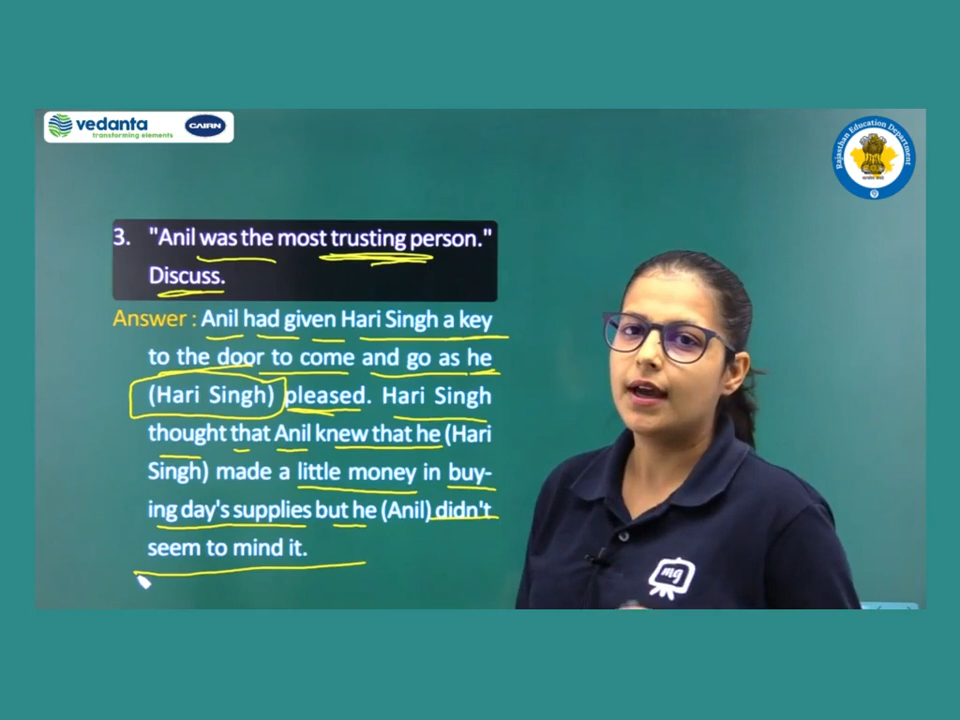 vedanta
transforming elements
CAIRN
Rajasthan Education Department
3. "Anil was the most trusting person."
Discuss.
Answer : Anil had given Hari Singh a key
to the door to come and go as he
(Hari Singh) pleased. Hari Singh
thought that Anil knew that he (Hari
Singh) made a little money in buy-
ing day's supplies but he (Anil) didn't
seem to mind it.
mg